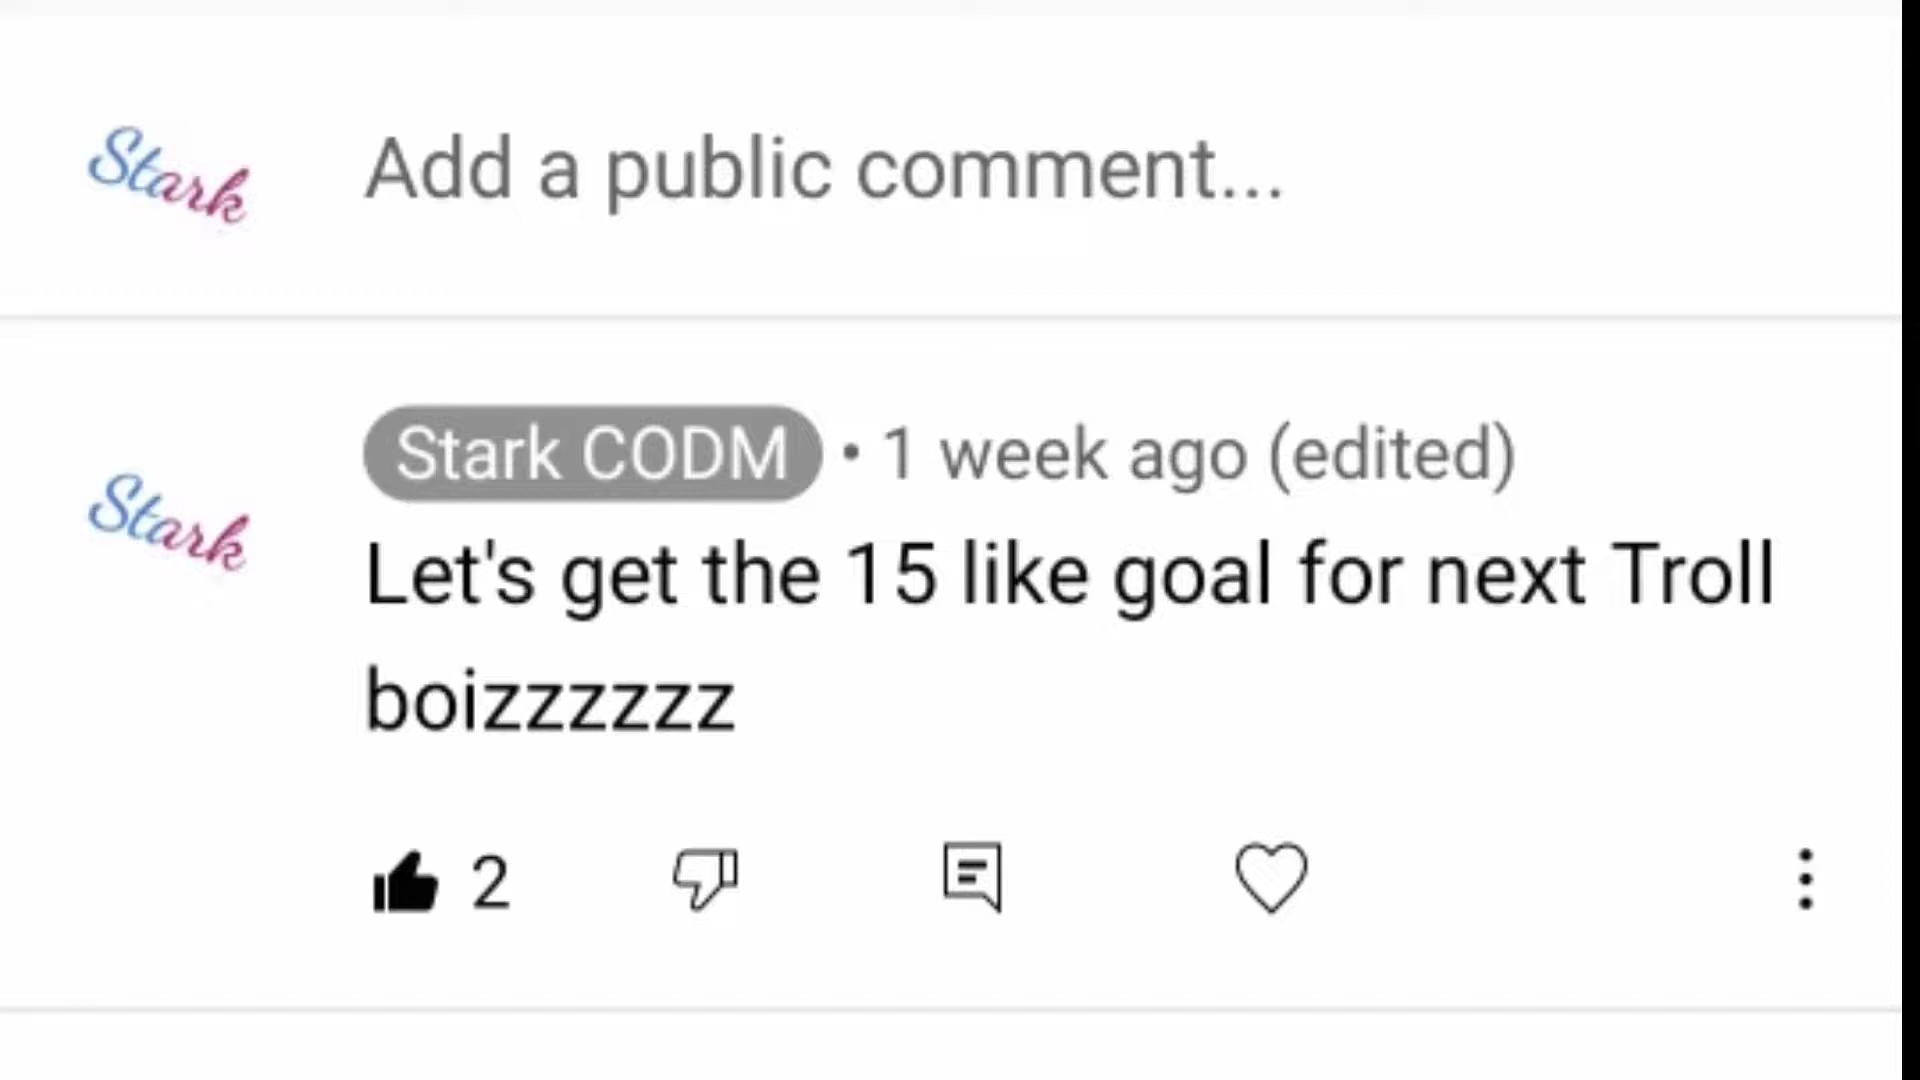 Stark
Add a public comment...
Stark CODM • 1 week ago (edited)
Stark
Let's get the 15 like goal for next Troll
boizzzzzz
2